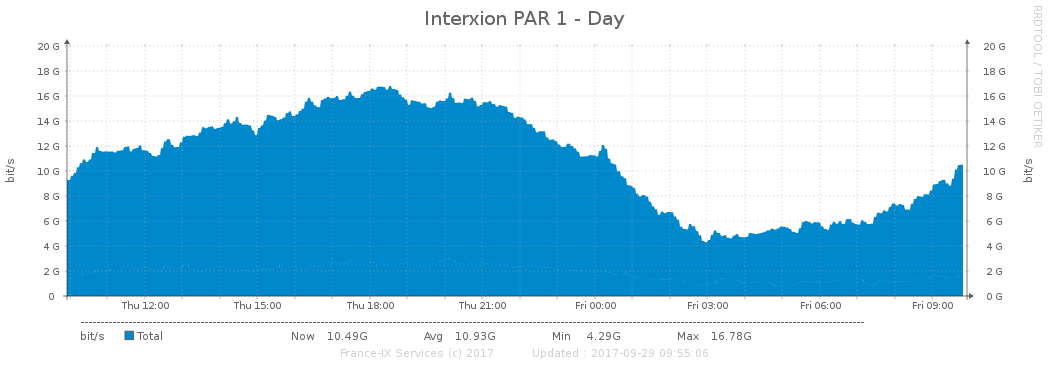 Interxion PAR 1 - Day
RRDTOOL / TOBI OETIKER
20 G 20 G
18 G 18 G
16 G 16 G
14 G 14 G
12 G 12 G
10 G 10 G
8 G 8 G
6 G 6 G
4 G 4 G
2 G 2 G
0 0 G
bit/s bit/s
Thu 12:00 Thu 15:00 Thu 18:00 Thu 21:00 Fri 00:00 Fri 03:00 Fri 06:00 Fri 09:00
bit/s Total Now 10.49G Avg 10.93G Min 4.29G Max 16.78G
France-IX Services (c) 2017 Updated : 2017-09-29 09:55:06